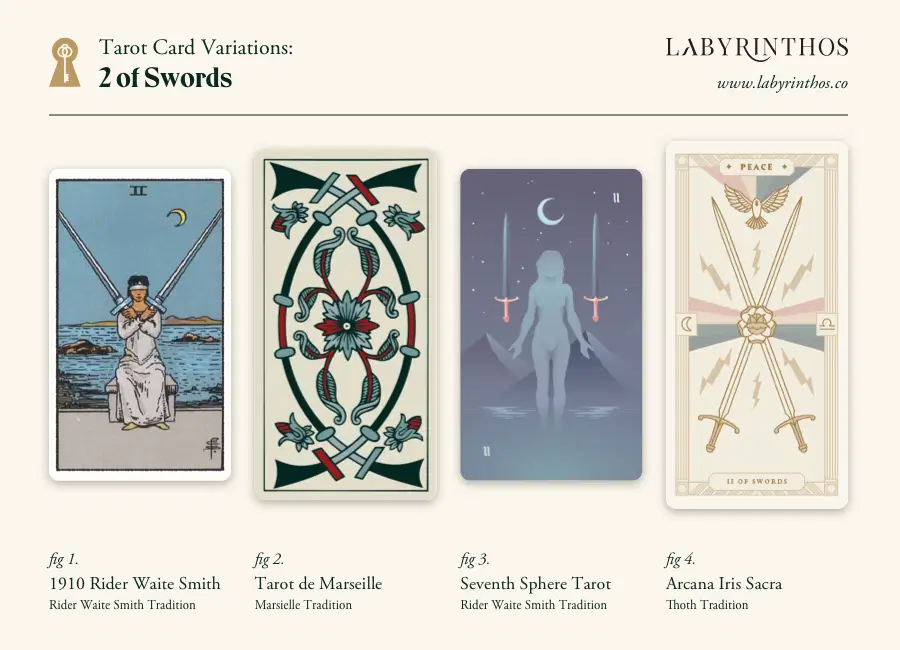 Tarot Card Variations:
2 of Swords
LABYRINTHOS
www.labyrinthos.co
II
II
II
PEACE
II OF SWORDS
fig 1.
1910 Rider Waite Smith
Rider Waite Smith Tradition
fig 2.
Tarot de Marseille
Marsielle Tradition
fig 3.
Seventh Sphere Tarot
Rider Waite Smith Tradition
fig 4.
Arcana Iris Sacra
Thoth Tradition